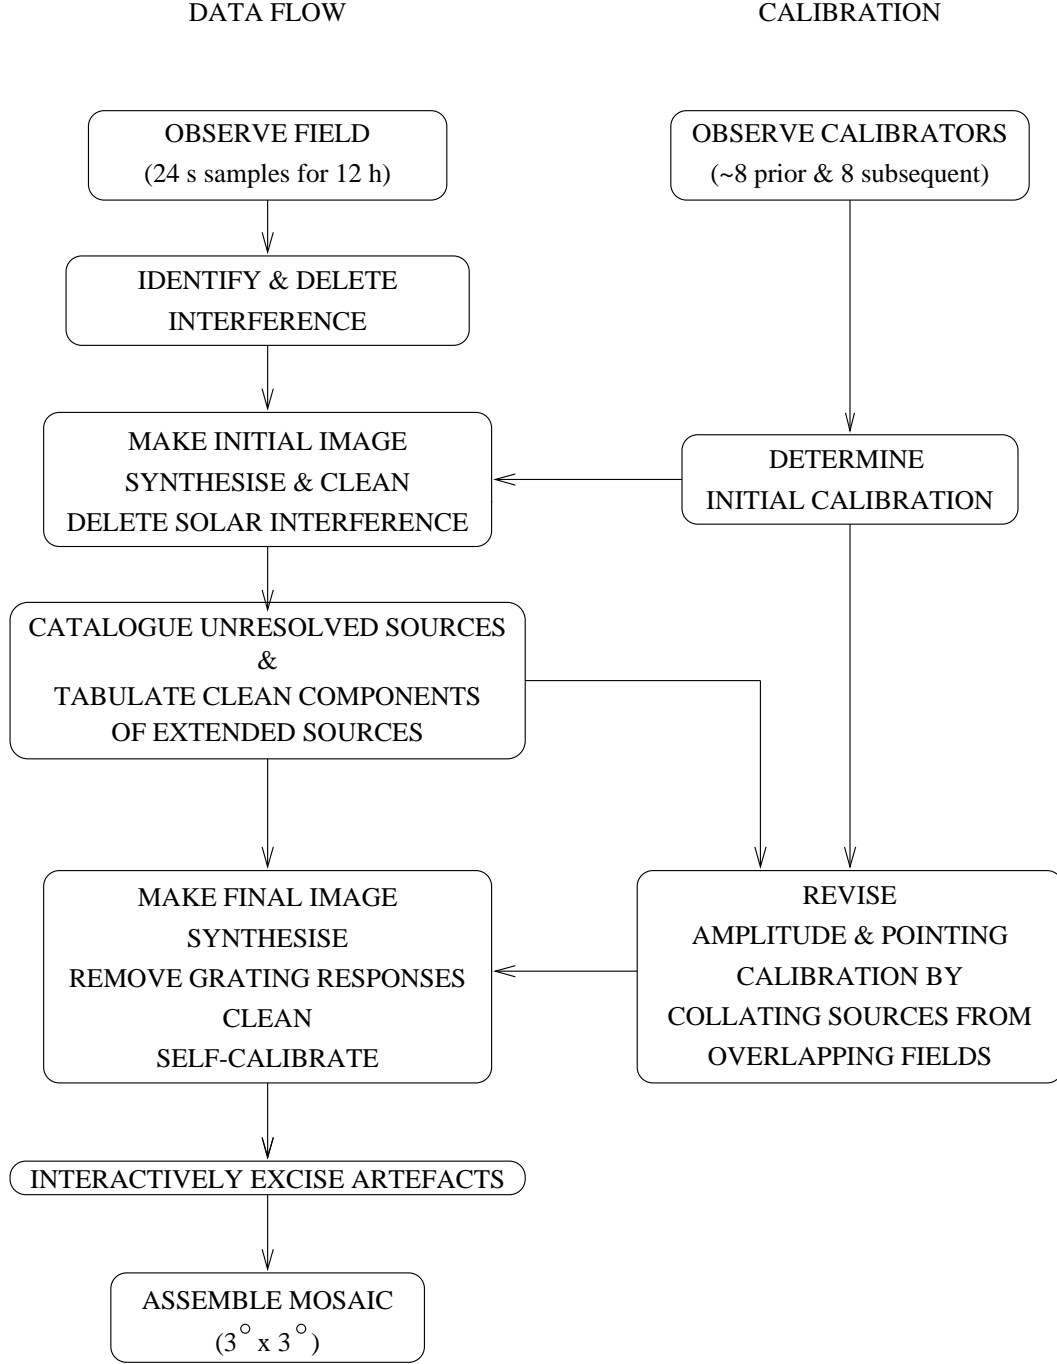 DATA FLOW
CALIBRATION
OBSERVE FIELD
(24 s samples for 12 h)
OBSERVE CALIBRATORS
(~8 prior & 8 subsequent)
IDENTIFY & DELETE
INTERFERENCE
MAKE INITIAL IMAGE
SYNTHESISE & CLEAN
DELETE SOLAR INTERFERENCE
DETERMINE
INITIAL CALIBRATION
CATALOGUE UNRESOLVED SOURCES
&
TABULATE CLEAN COMPONENTS
OF EXTENDED SOURCES
MAKE FINAL IMAGE
SYNTHESISE
REMOVE GRATING RESPONSES
CLEAN
SELF-CALIBRATE
REVISE
AMPLITUDE & POINTING
CALIBRATION BY
COLLATING SOURCES FROM
OVERLAPPING FIELDS
INTERACTIVELY EXCISE ARTEFACTS
ASSEMBLE MOSAIC
(3° x 3°)